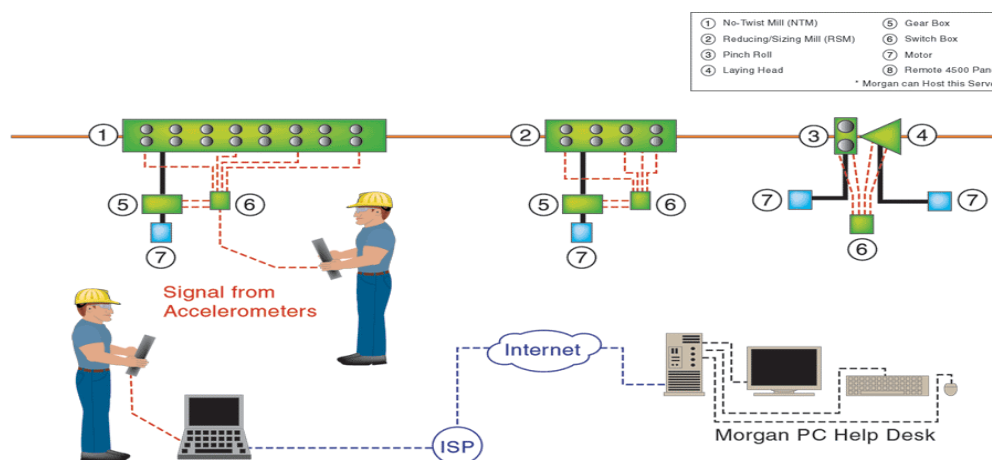 1 No-Twist Mill (NTM)
2 Reducing/Sizing Mill (RSM)
3 Pinch Roll
4 Laying Head
5 Gear Box
6 Switch Box
7 Motor
8 Remote 4500 Pan
* Morgan can Host this Serve
1
2
3
4
5
6
5
6
7
7
7
7
6
Signal from
Accelerometers
Internet
ISP
Morgan PC Help Desk